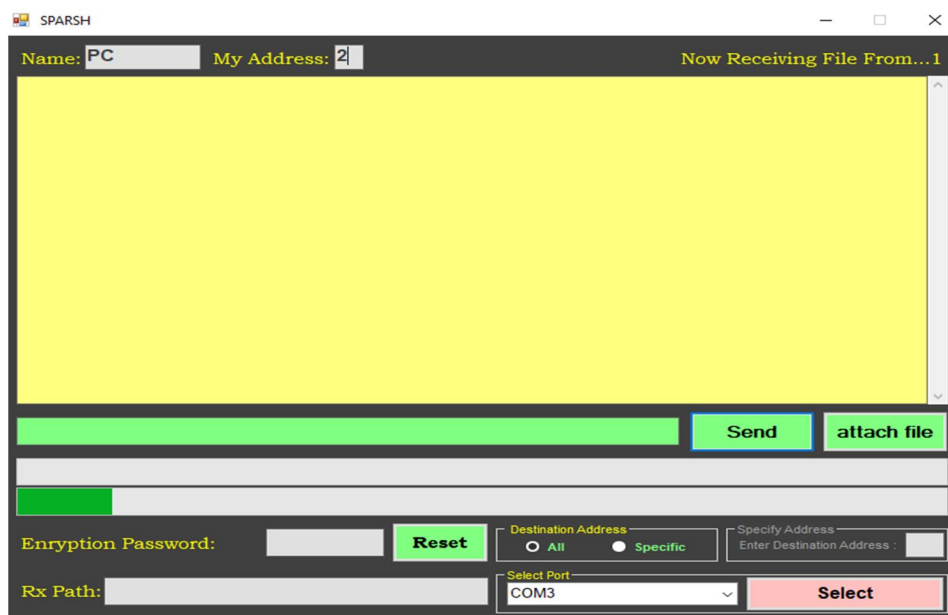 SPARSH
Name: PC My Address: 2 Now Receiving File From...1
Send attach file
Enryption Password: Reset
Destination Address
All Specific
Specify Address
Enter Destination Address :
Rx Path:
Select Port
COM3 Select